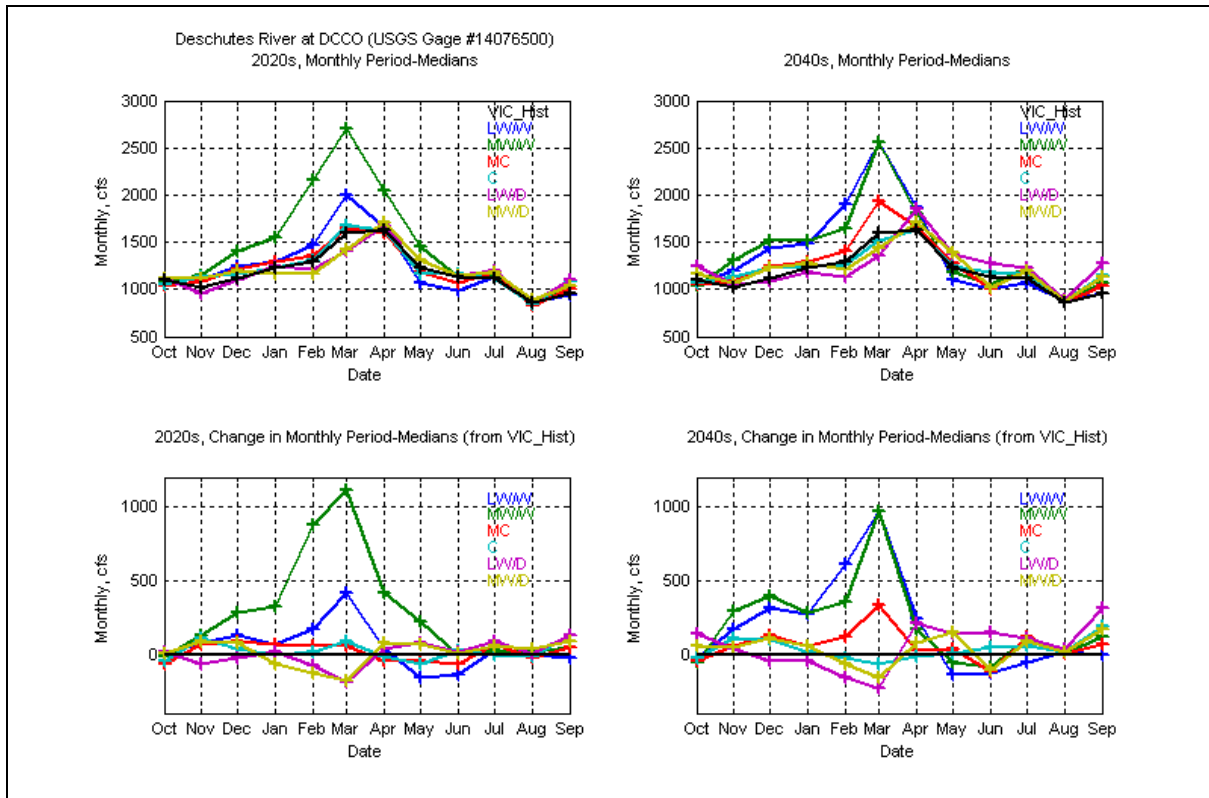 Deschutes River at DCCO (USGS Gage #14076500)
2020s, Monthly Period-Medians
3000
2500
2000
1500
1000
500
Monthly, cfs
Oct Nov Dec Jan Feb Mar Apr May Jun Jul Aug Sep
Date
VIC_Hist
LW/W
MW/W
MC
C
LW/D
MW/D
2040s, Monthly Period-Medians
3000
2500
2000
1500
1000
500
Monthly, cfs
Oct Nov Dec Jan Feb Mar Apr May Jun Jul Aug Sep
Date
VIC_Hist
LW/W
MW/W
MC
C
LW/D
MW/D
2020s, Change in Monthly Period-Medians (from VIC_Hist)
1000
500
0
Monthly, cfs
Oct Nov Dec Jan Feb Mar Apr May Jun Jul Aug Sep
Date
LW/W
MW/W
MC
C
LW/D
MW/D
2040s, Change in Monthly Period-Medians (from VIC_Hist)
1000
500
0
Monthly, cfs
Oct Nov Dec Jan Feb Mar Apr May Jun Jul Aug Sep
Date
LW/W
MW/W
MC
C
LW/D
MW/D